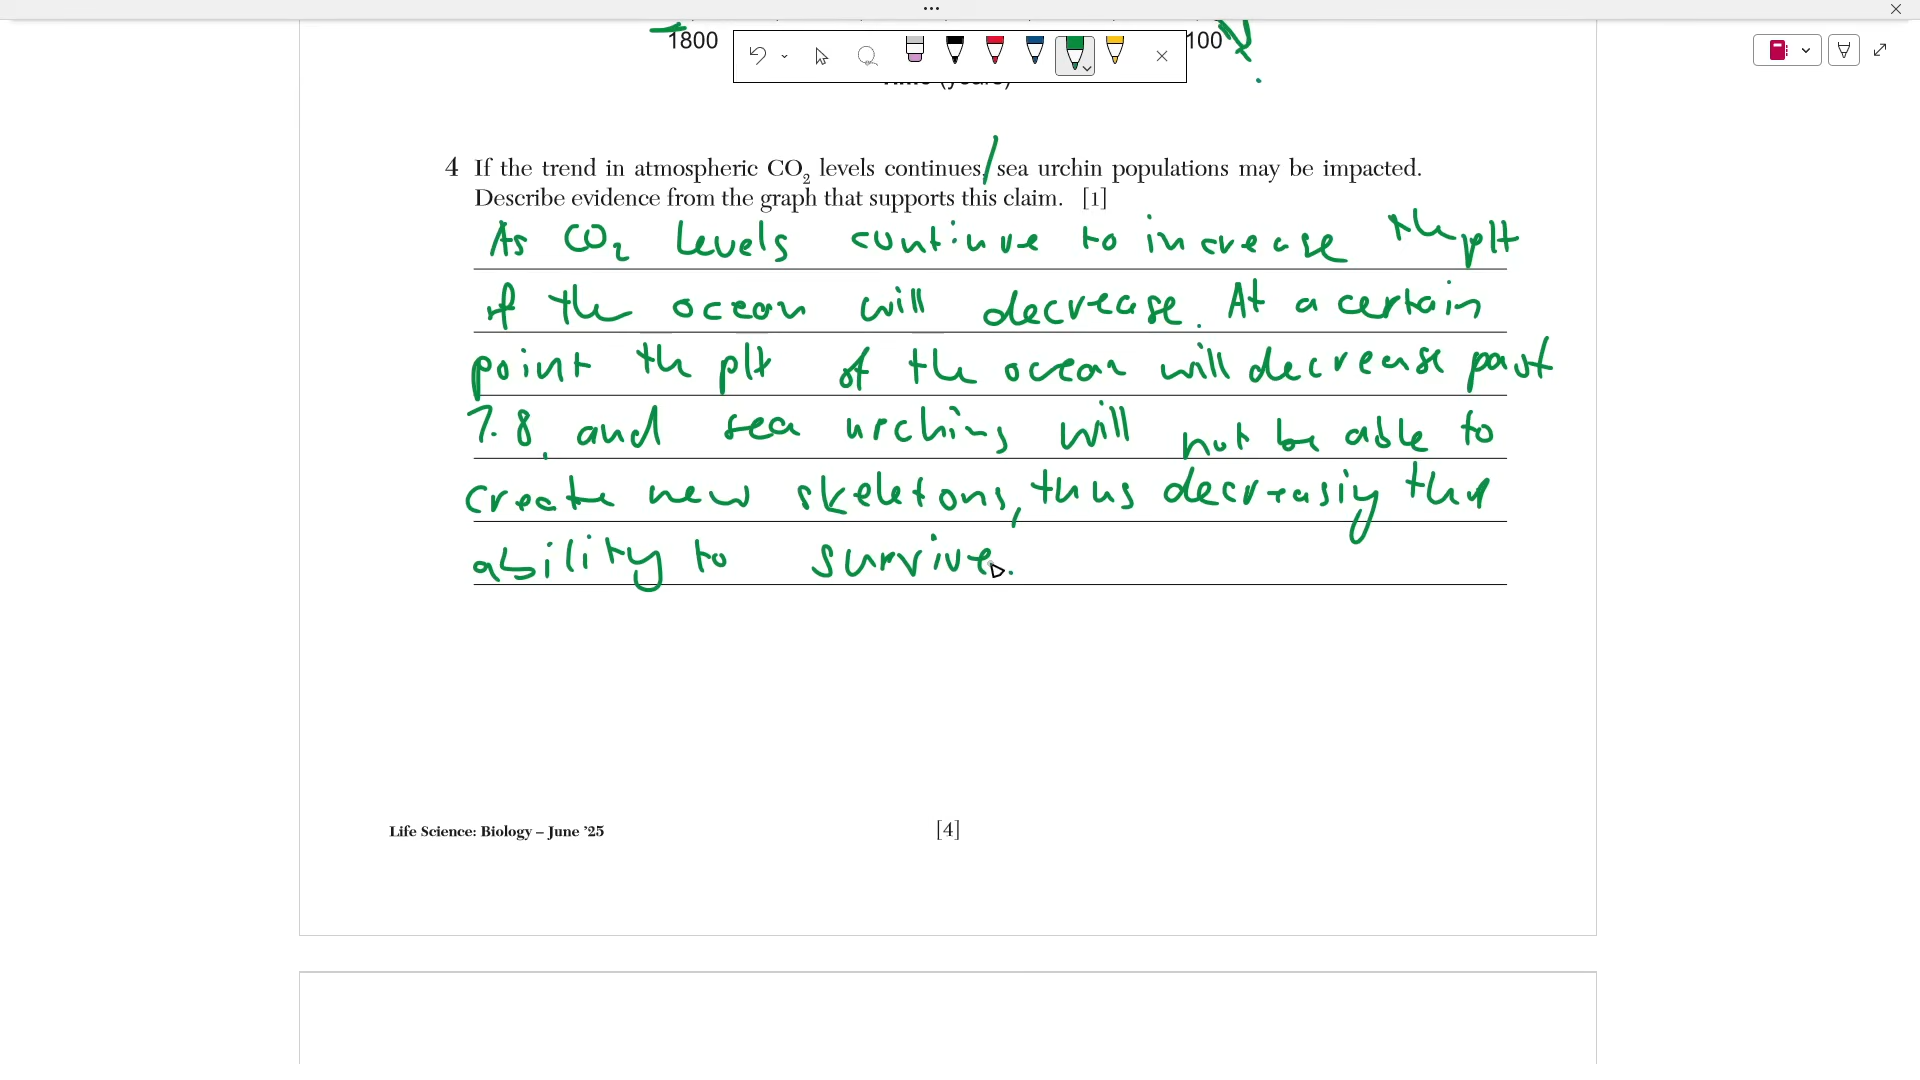 1800
100
Time (years)
4 If the trend in atmospheric CO₂ levels continues, sea urchin populations may be impacted.
Describe evidence from the graph that supports this claim. [1]
As CO₂ levels continue to increase the pH
of the ocean will decrease. At a certain
point the pH of the ocean will decrease past
7.8, and sea urchins will not be able to
create new skeletons, thus decreasing their
ability to survive.
Life Science: Biology – June ’25
[4]